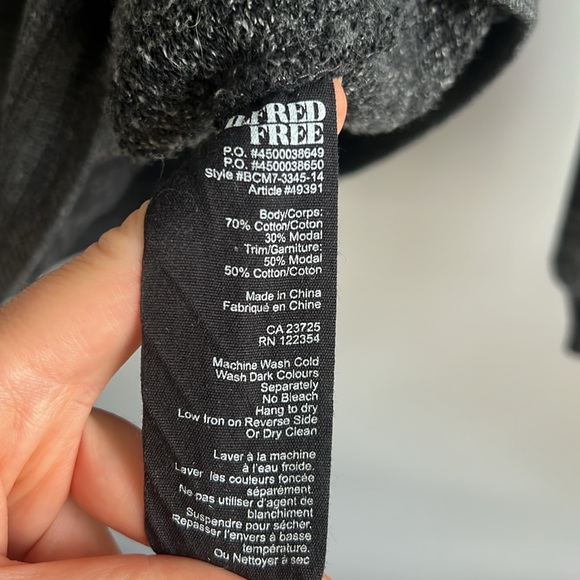 FREE
P.O. #4500038649
P.O. #4500038650
Style #BCM7-3345-14
Article #49391
Body/Corps:
70% Cotton/Coton
30% Modal
Trim/Garniture:
50% Modal
50% Cotton/Coton
Made in China
Fabriqué en Chine
CA 23725
RN 122354
Machine Wash Cold
Wash Dark Colours
Separately
No Bleach
Hang to dry
Low Iron on Reverse Side
Or Dry Clean
Laver à la machine
à l'eau froide.
Laver les couleurs foncée
séparément.
Ne pas utiliser d'agent de
blanchiment
Suspendre pour sécher.
Repasser l'envers à basse
température.
Ou Nettoyer à sec